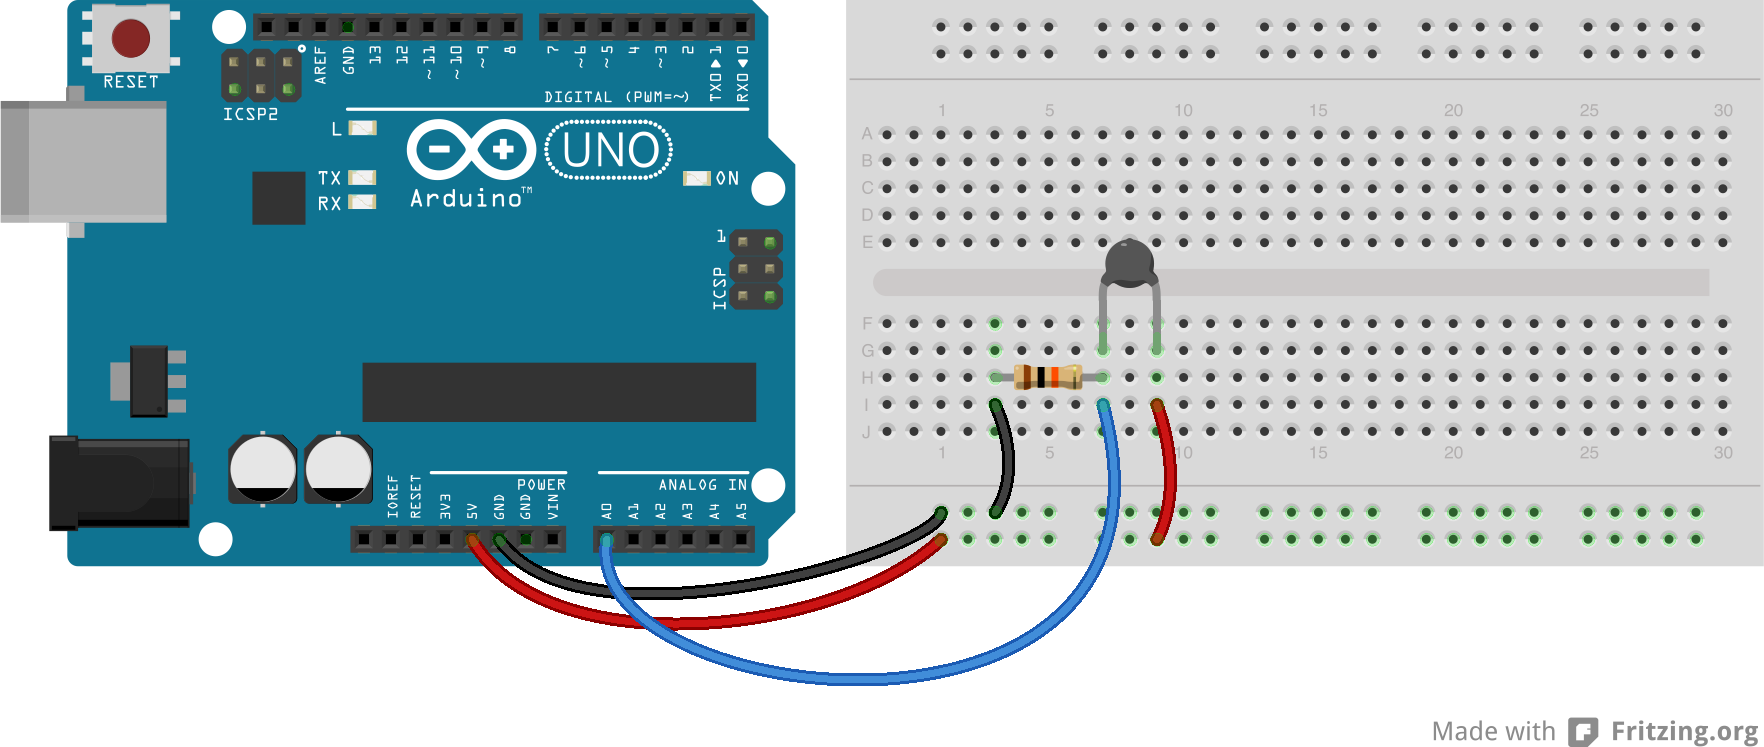 RESET
ICSP2
AREF
GND
13
12
~11
~10
~9
8
7
~6
~5
4
~3
2
TX0▶1
RX0◀0
DIGITAL (PWM=~)
L
TX
RX
UNO
Arduino™
ON
1
ICSP
IOREF
RESET
3V3
5V
GND
GND
VIN
POWER
A0
A1
A2
A3
A4
A5
ANALOG IN
1 5 10 15 20 25 30
A
B
C
D
E
F
G
H
I
J
1 5 10 15 20 25 30
Made with Fritzing.org